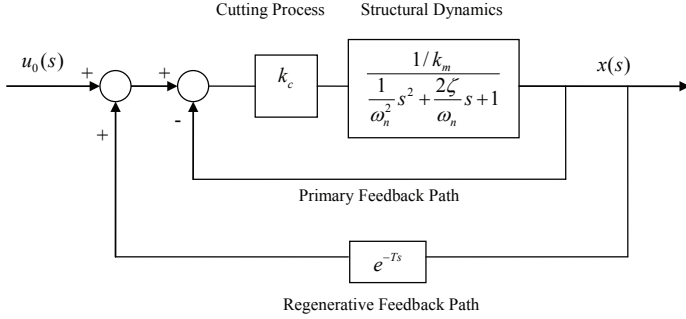 Cutting Process Structural Dynamics
u₀(s) + + k_c 1/k_m x(s)
1/ω_n² s² + 2ζ/ω_n s + 1
+ -
Primary Feedback Path
e^{-Ts}
Regenerative Feedback Path